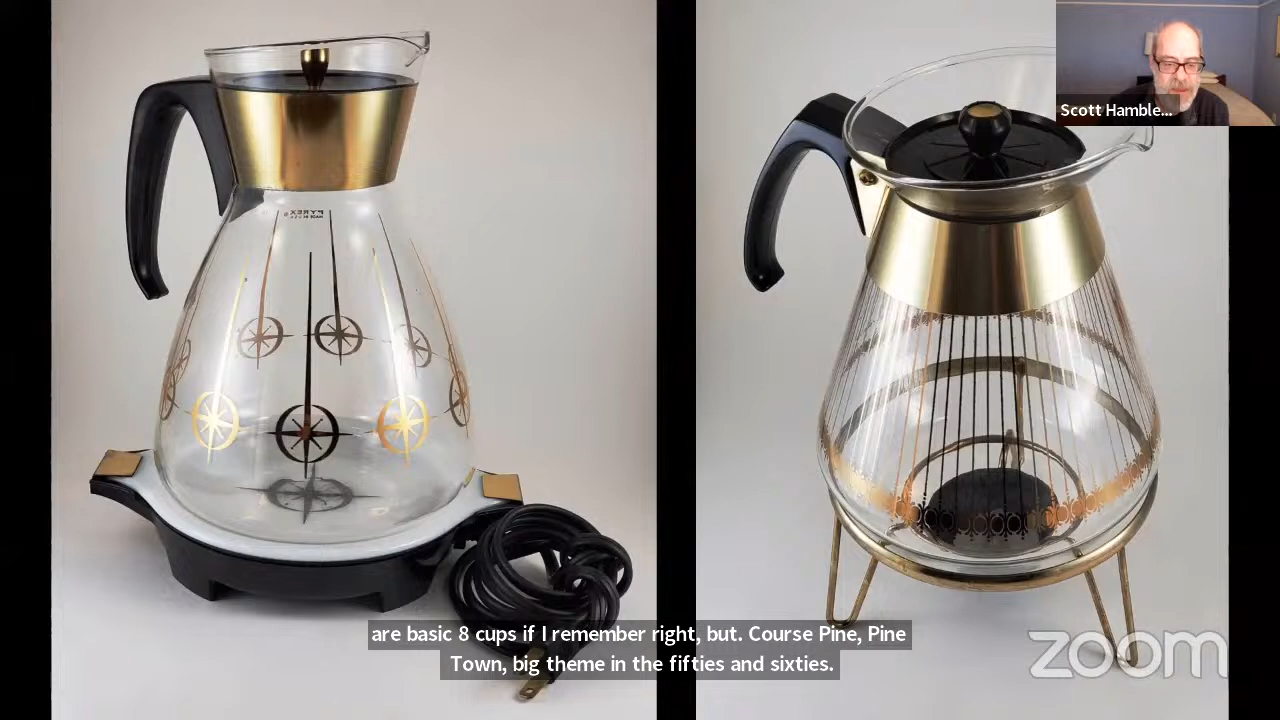 Scott Hamble...
PYREX
are basic 8 cups if I remember right, but. Course Pine, Pine
Town, big theme in the fifties and sixties.
zoom